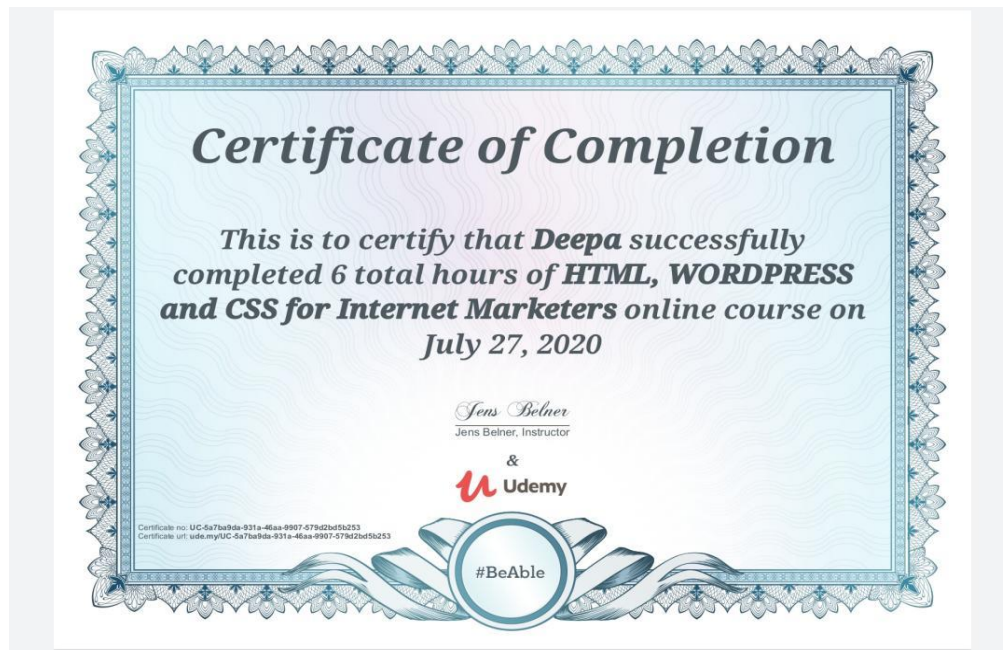 Certificate of Completion
This is to certify that Deepa successfully
completed 6 total hours of HTML, WORDPRESS
and CSS for Internet Marketers online course on
July 27, 2020
Jens Belner
Jens Belner, Instructor
&
Udemy
Certificate no: UC-5a7ba9da-931a-46aa-9907-579d2bd5b253
Certificate url: ude.my/UC-5a7ba9da-931a-46aa-9907-579d2bd5b253
#BeAble